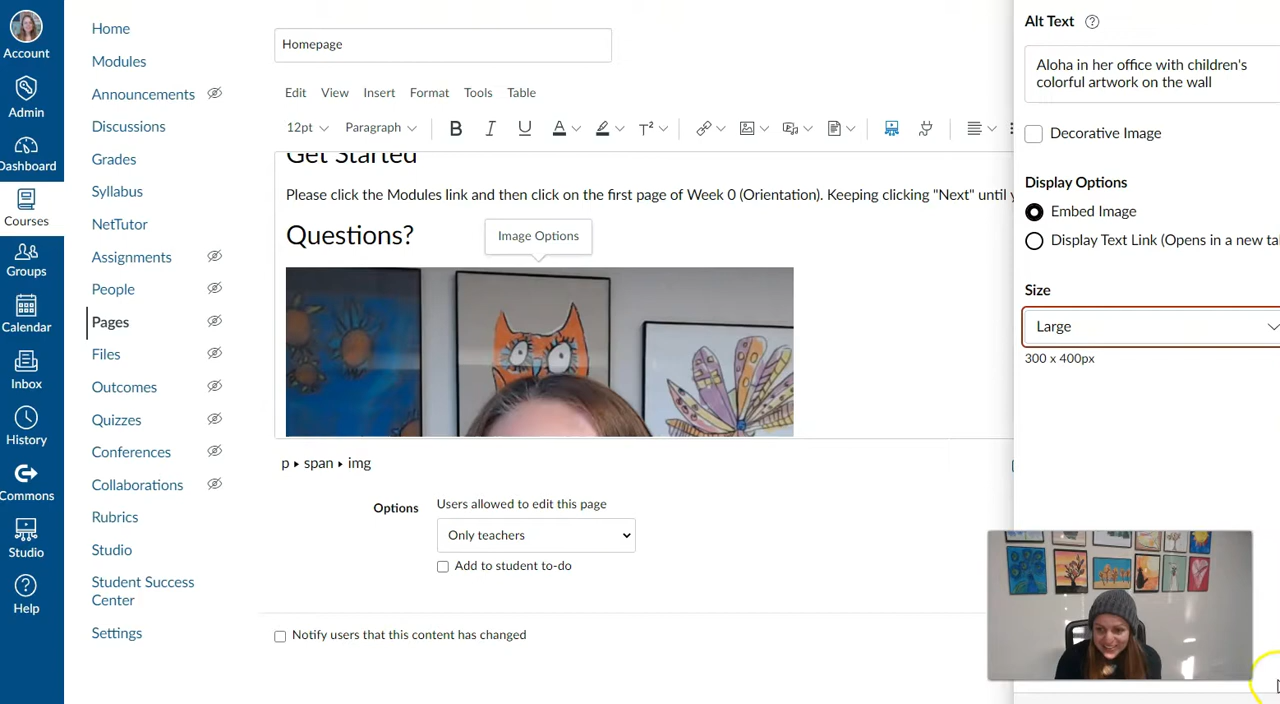 Account
Admin
Dashboard
Courses
Groups
Calendar
Inbox
History
Commons
Studio
Help
Home
Modules
Announcements
Discussions
Grades
Syllabus
NetTutor
Assignments
People
Pages
Files
Outcomes
Quizzes
Conferences
Collaborations
Rubrics
Studio
Student Success
Center
Settings
Homepage
Edit View Insert Format Tools Table
12pt Paragraph B I U A T²
Get Started
Please click the Modules link and then click on the first page of Week 0 (Orientation). Keeping clicking "Next" until
Questions?
Image Options
p ▸ span ▸ img
Options
Users allowed to edit this page
Only teachers
Add to student to-do
Notify users that this content has changed
Alt Text
Aloha in her office with children's
colorful artwork on the wall
Decorative Image
Display Options
Embed Image
Display Text Link (Opens in a new
Size
Large
300 x 400px